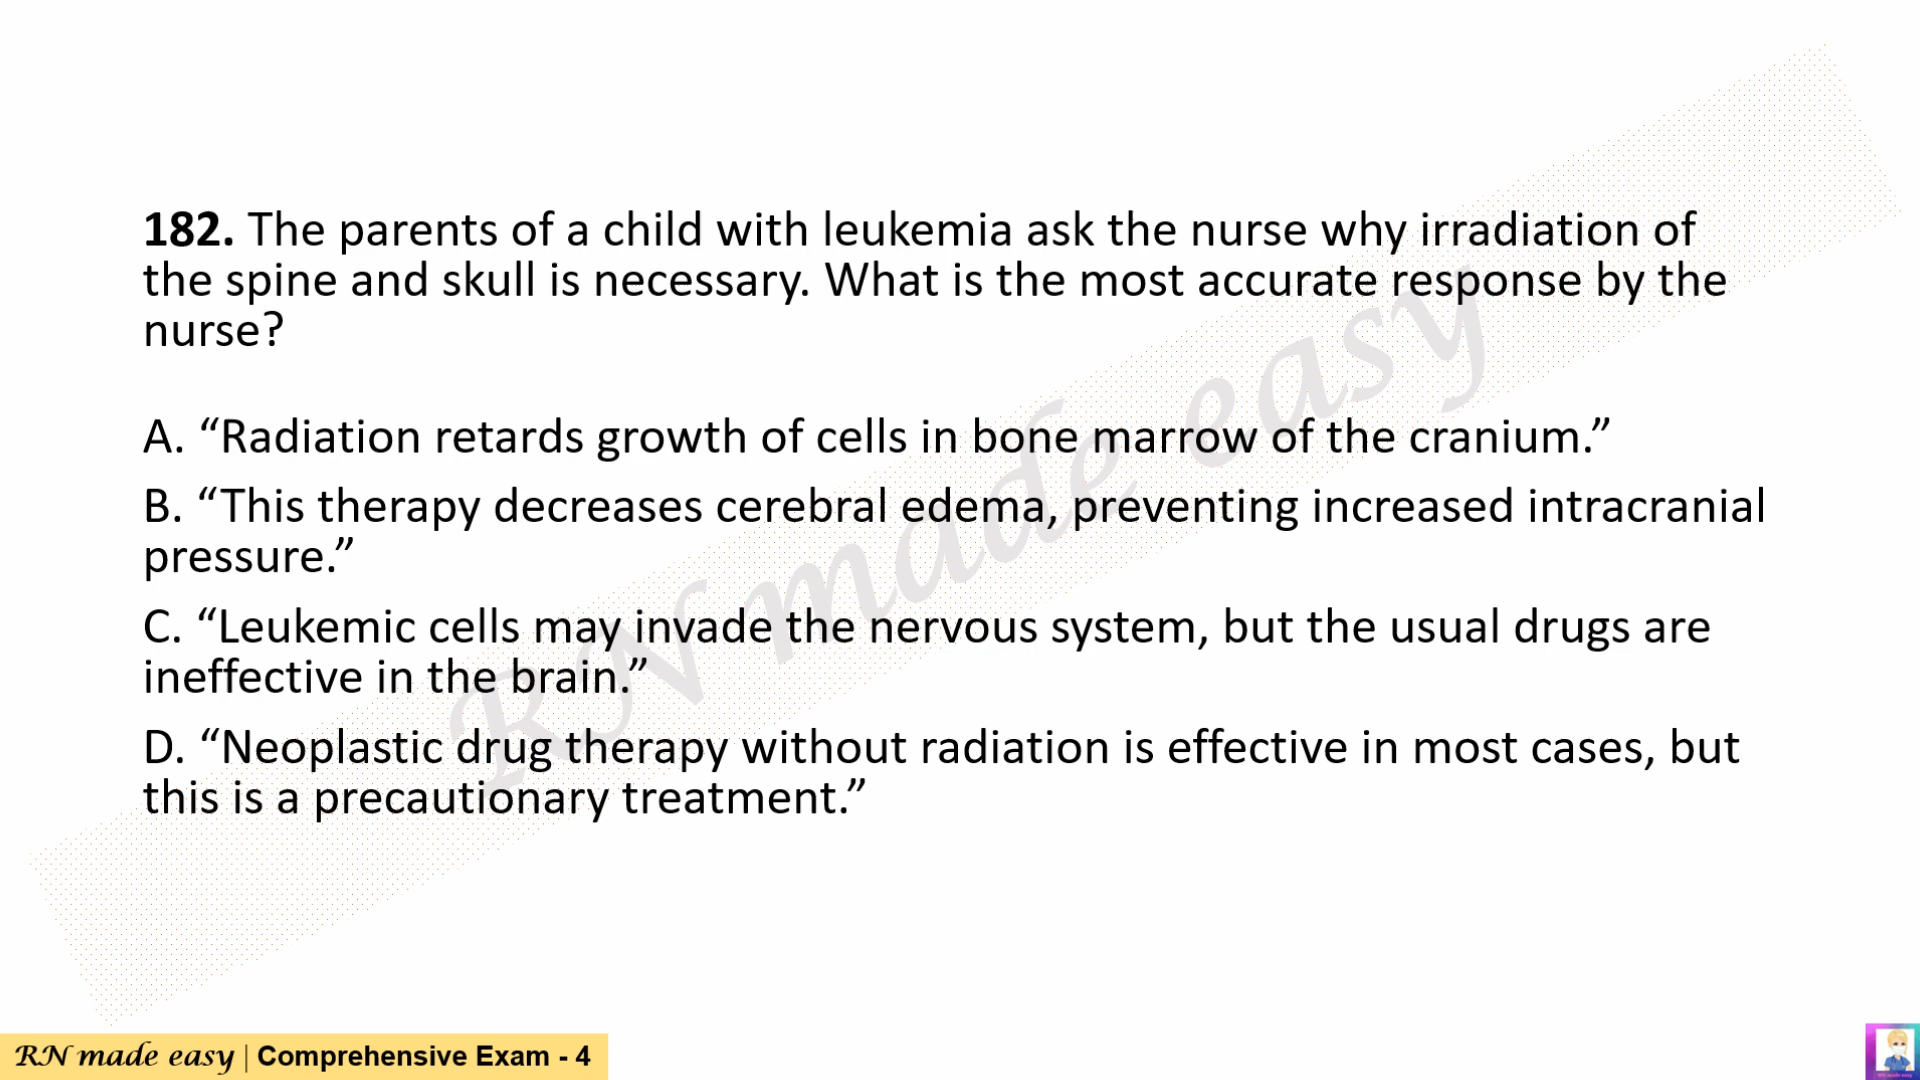 182. The parents of a child with leukemia ask the nurse why irradiation of
the spine and skull is necessary. What is the most accurate response by the
nurse?
A. “Radiation retards growth of cells in bone marrow of the cranium.”
B. “This therapy decreases cerebral edema, preventing increased intracranial
pressure.”
C. “Leukemic cells may invade the nervous system, but the usual drugs are
ineffective in the brain.”
D. “Neoplastic drug therapy without radiation is effective in most cases, but
this is a precautionary treatment.”
RN made easy
RN made easy | Comprehensive Exam - 4